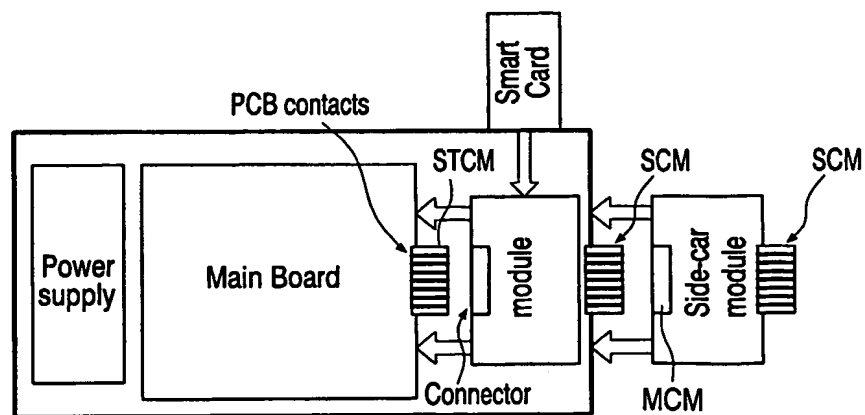 Smart
Card
PCB contacts
STCM
SCM
SCM
Power
supply
Main Board
module
Side-car
module
Connector
MCM